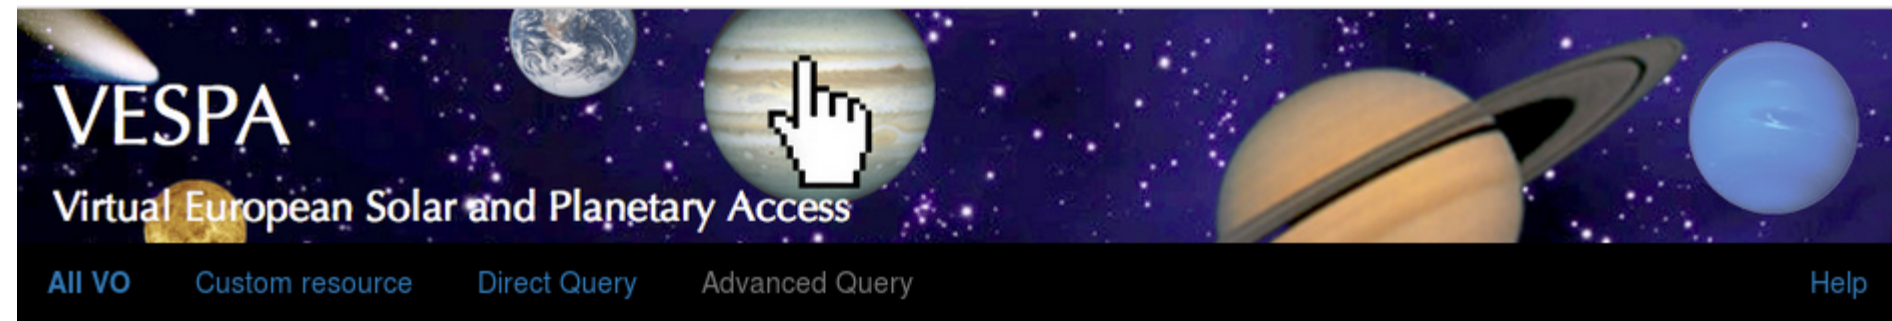 VESPA
Virtual European Solar and Planetary Access
All VO Custom resource Direct Query Advanced Query Help